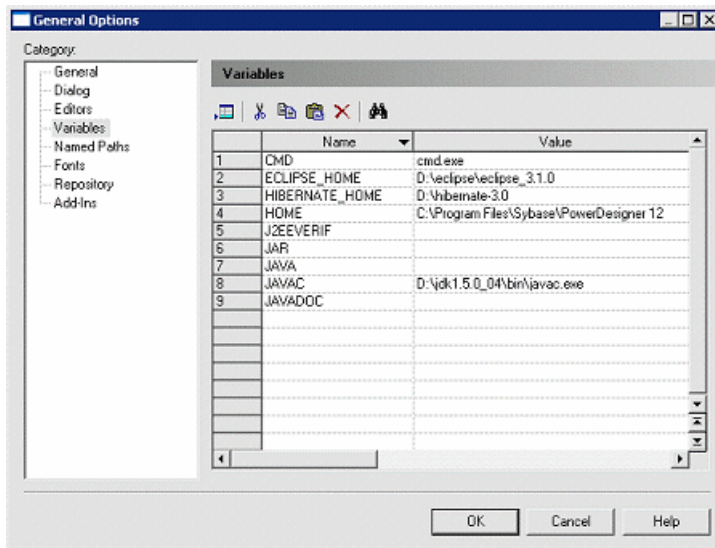 General Options
Category:
General
Dialog
Editors
Variables
Named Paths
Fonts
Repository
Add-Ins
Variables
Name Value
1 CMD cmd.exe
2 ECLIPSE_HOME D:\eclipse\eclipse_3.1.0
3 HIBERNATE_HOME D:\hibernate-3.0
4 HOME C:\Program Files\Sybase\PowerDesigner 12
5 J2EEVERIF
6 JAR
7 JAVA
8 JAVAC D:\jdk1.5.0_04\bin\javac.exe
9 JAVADOC
OK Cancel Help